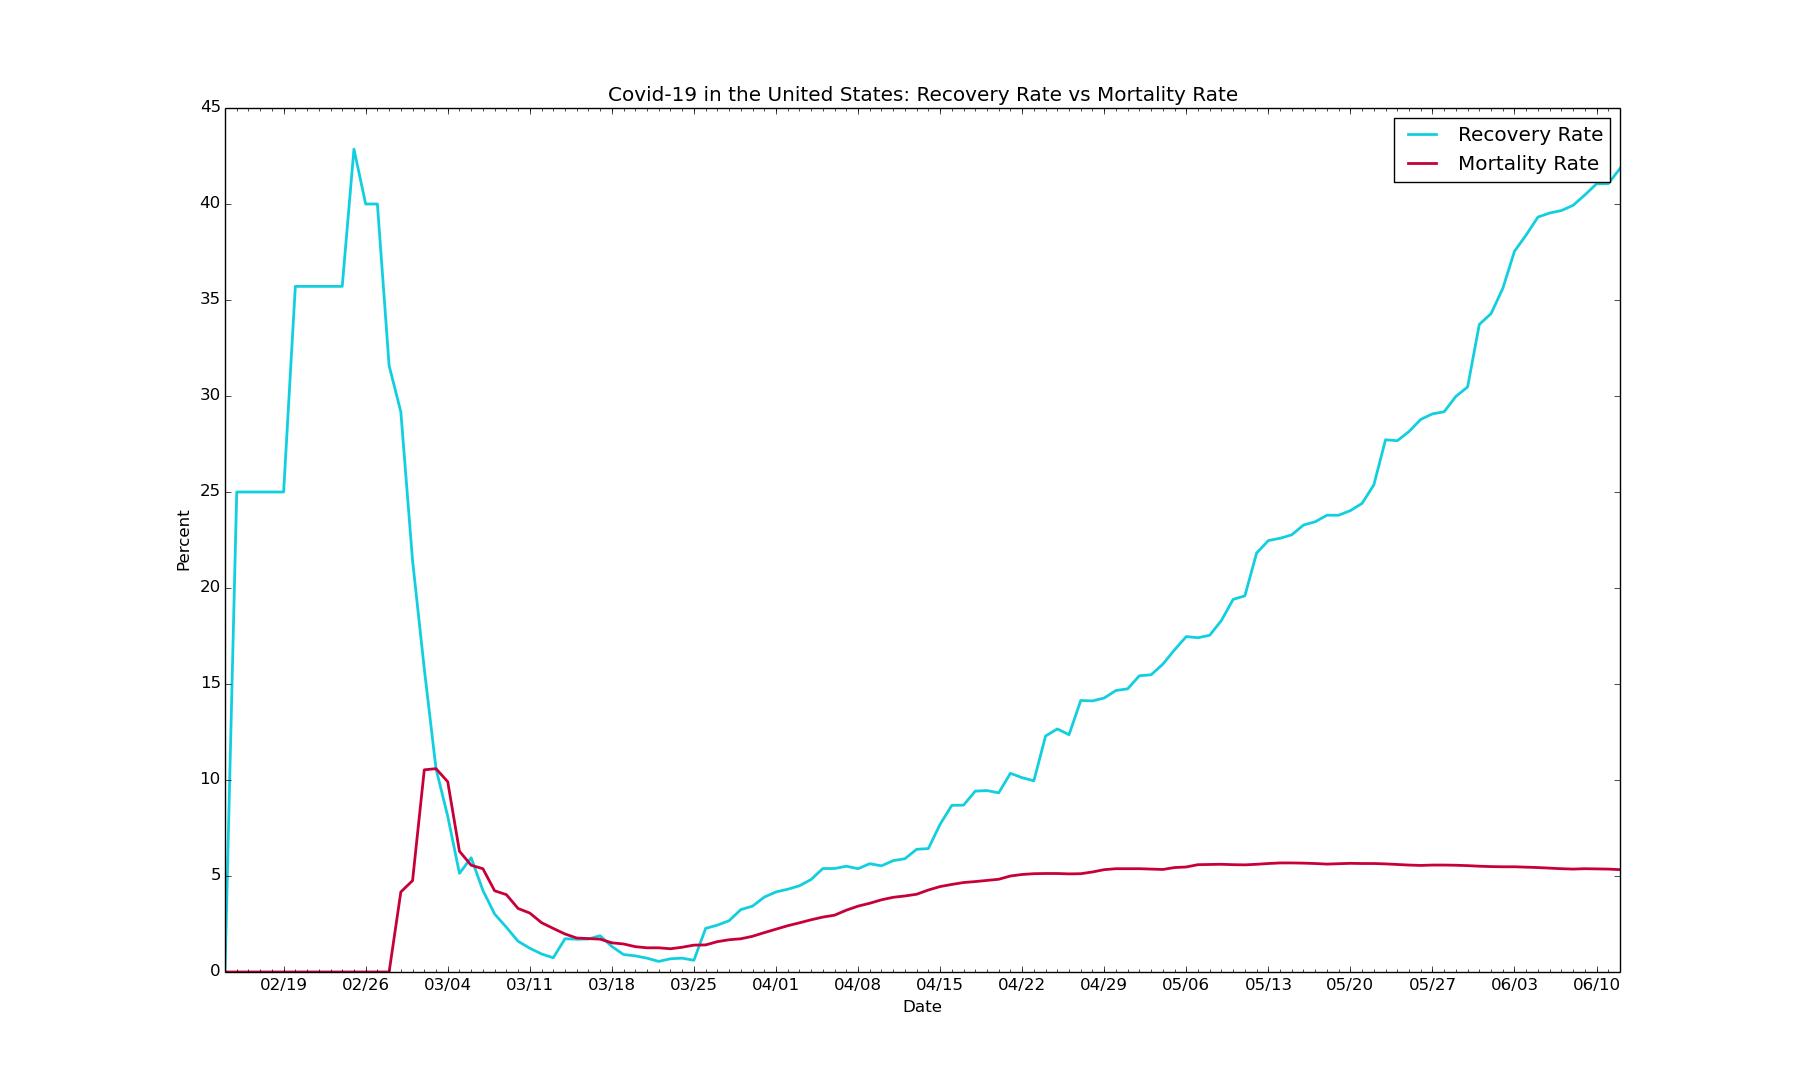 Covid-19 in the United States: Recovery Rate vs Mortality Rate
45
40
35
30
25
20
15
10
5
0
Percent
Recovery Rate
Mortality Rate
02/19 02/26 03/04 03/11 03/18 03/25 04/01 04/08 04/15 04/22 04/29 05/06 05/13 05/20 05/27 06/03 06/10
Date